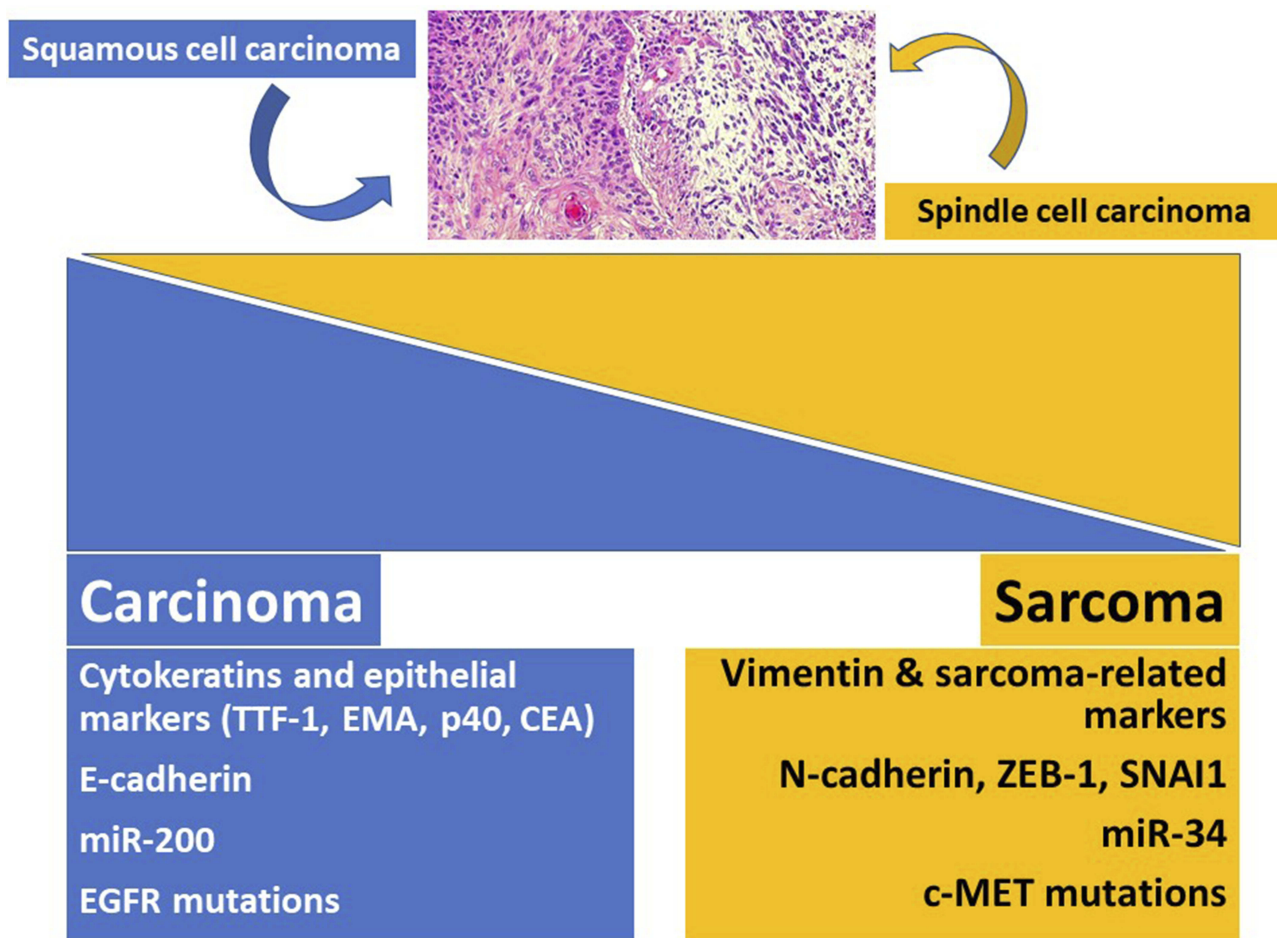 Squamous cell carcinoma
Spindle cell carcinoma
Carcinoma
Sarcoma
Cytokeratins and epithelial
markers (TTF-1, EMA, p40, CEA)
E-cadherin
miR-200
EGFR mutations
Vimentin & sarcoma-related
markers
N-cadherin, ZEB-1, SNAI1
miR-34
c-MET mutations